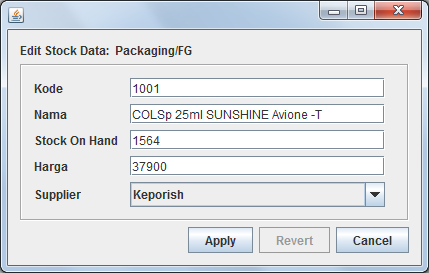 Edit Stock Data: Packaging/FG
Kode 1001
Nama COLSp 25ml SUNSHINE Avione -T
Stock On Hand 1564
Harga 37900
Supplier Keporish
Apply Revert Cancel